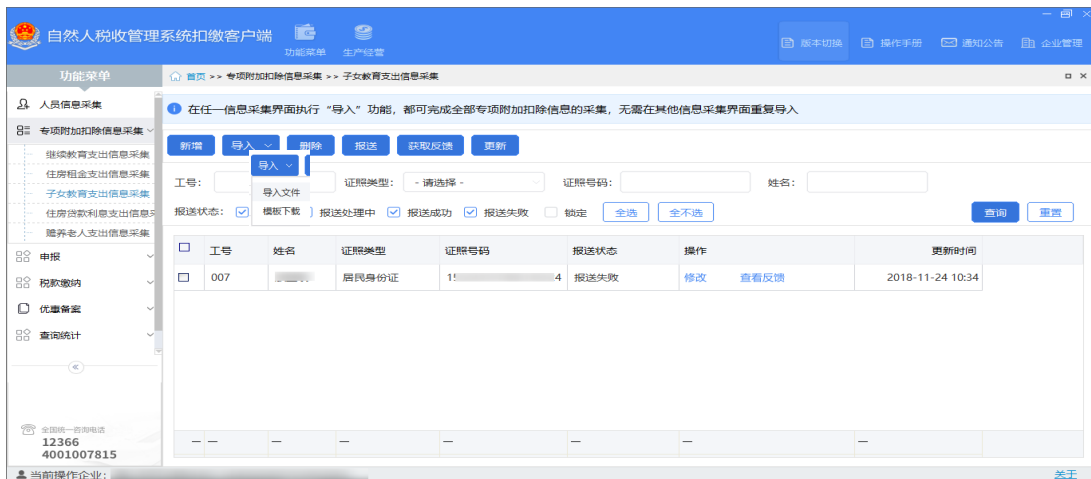 自然人税收管理系统扣缴客户端
功能菜单
生产经营
版本切换
操作手册
通知公告
企业管理
功能菜单
首页 >> 专项附加扣除信息采集 >> 子女教育支出信息采集
人员信息采集
专项附加扣除信息采集
继续教育支出信息采集
住房租金支出信息采集
子女教育支出信息采集
住房贷款利息支出信息采
赡养老人支出信息采集
申报
税款缴纳
优惠备案
查询统计
全国统一咨询电话
12366
4001007815
在任一信息采集界面执行“导入”功能，都可完成全部专项附加扣除信息的采集，无需在其他信息采集界面重复导入
新增 导入 删除 报送 获取反馈 更新
导入
导入文件
模板下载
工号： 证照类型： - 请选择 - 证照号码： 姓名：
报送状态： 报送处理中 报送成功 报送失败 锁定 全选 全不选 查询 重置
工号 姓名 证照类型 证照号码 报送状态 操作 更新时间
007 居民身份证 15 4 报送失败 修改 查看反馈 2018-11-24 10:34
— — — — — — — —
当前操作企业：
关于